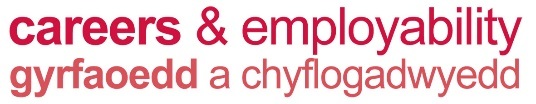 careers & employability
gyrfaoedd a chyflogadwyedd